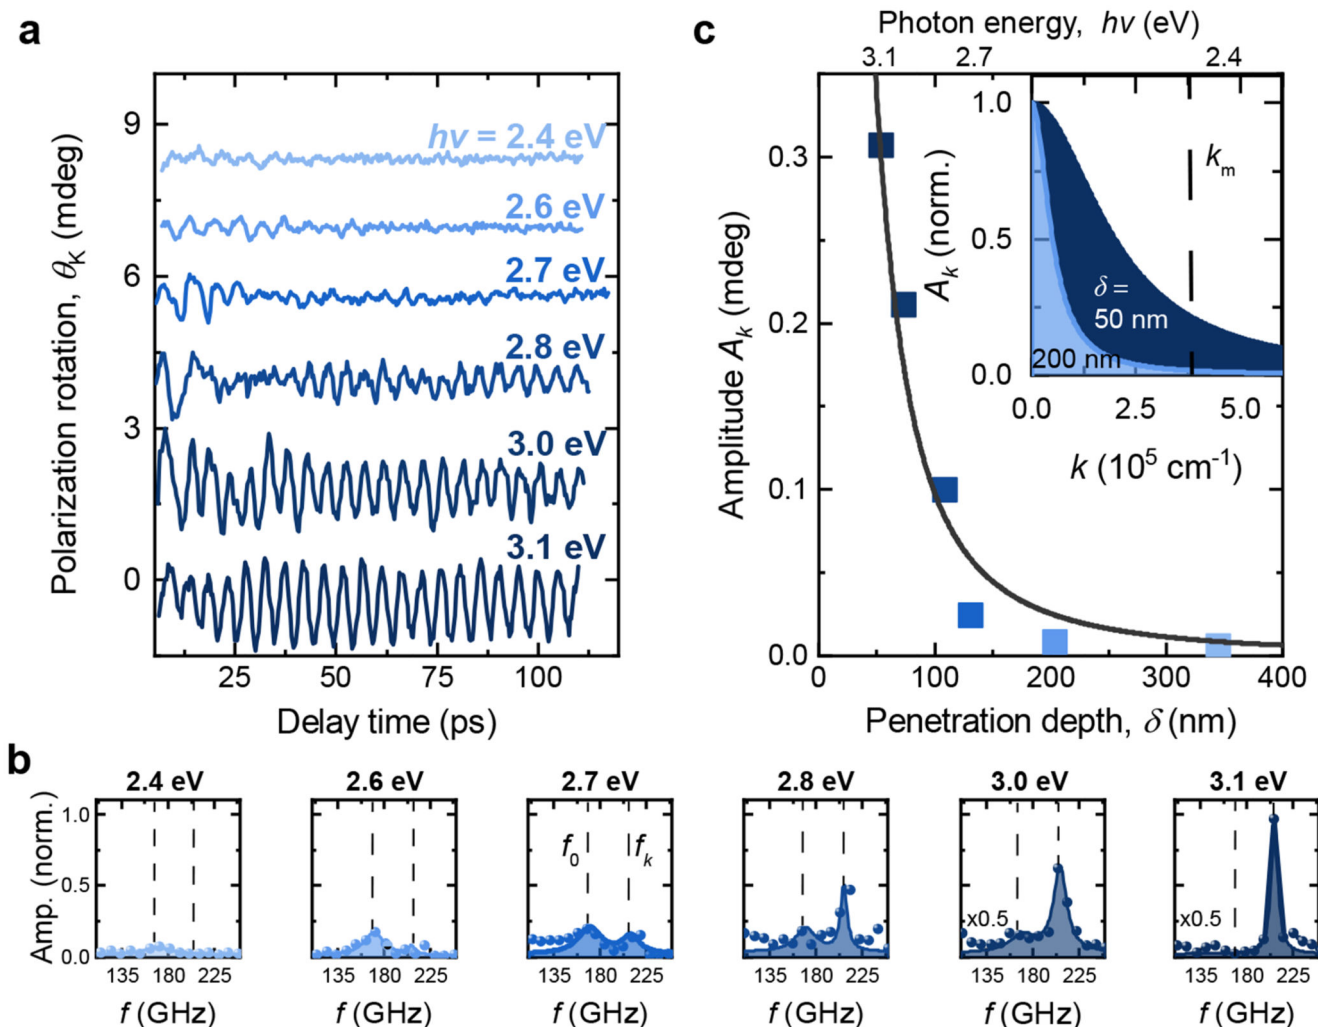 a
Polarization rotation, θK (mdeg)
9
6
3
0
hν = 2.4 eV
2.6 eV
2.7 eV
2.8 eV
3.0 eV
3.1 eV
25 50 75 100
Delay time (ps)
c
Photon energy, hν (eV)
3.1 2.7 2.4
Amplitude Ak (mdeg)
0.3
0.2
0.1
0.0
0 100 200 300 400
Penetration depth, δ (nm)
Ak (norm.)
1.0
0.5
0.0
km
δ =
50 nm
200 nm
0.0 2.5 5.0
k (10⁵ cm⁻¹)
b
2.4 eV 2.6 eV 2.7 eV 2.8 eV 3.0 eV 3.1 eV
Amp. (norm.)
1.0
0.5
0.0
f0 fk
x0.5 x0.5
135 180 225 135 180 225 135 180 225 135 180 225 135 180 225 135 180 225
f (GHz) f (GHz) f (GHz) f (GHz) f (GHz) f (GHz)